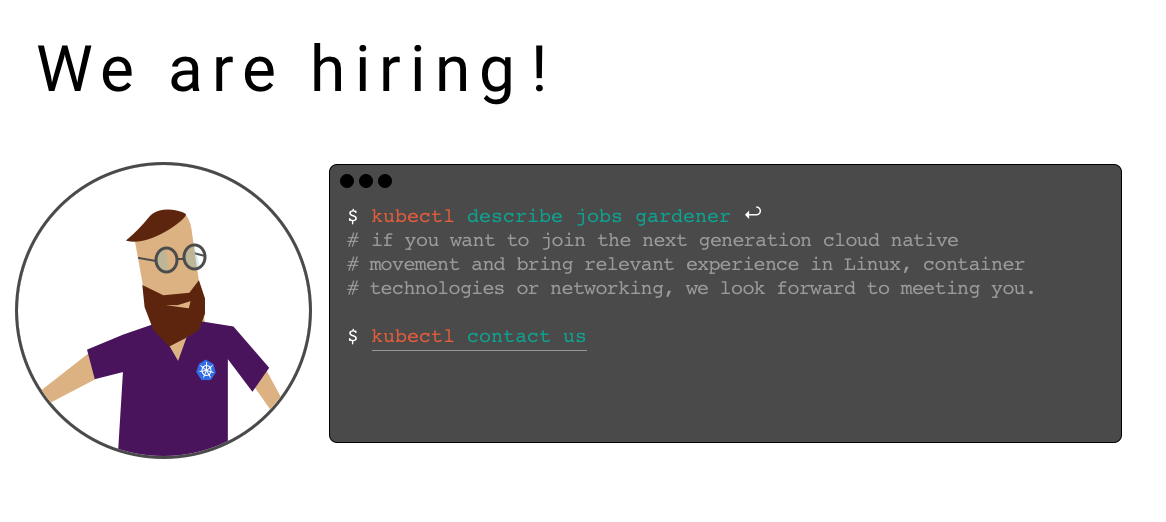 We are hiring!
$ kubectl describe jobs gardener ↩
# if you want to join the next generation cloud native
# movement and bring relevant experience in Linux, container
# technologies or networking, we look forward to meeting you.
$ kubectl contact us